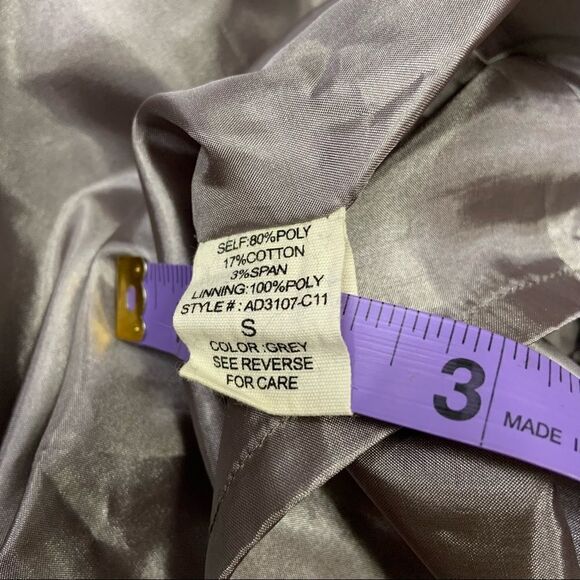 SELF:80%POLY
17%COTTON
3%SPAN
LINNING:100%POLY
STYLE # : AD3107-C11
S
COLOR :GREY
SEE REVERSE
FOR CARE
3 MADE